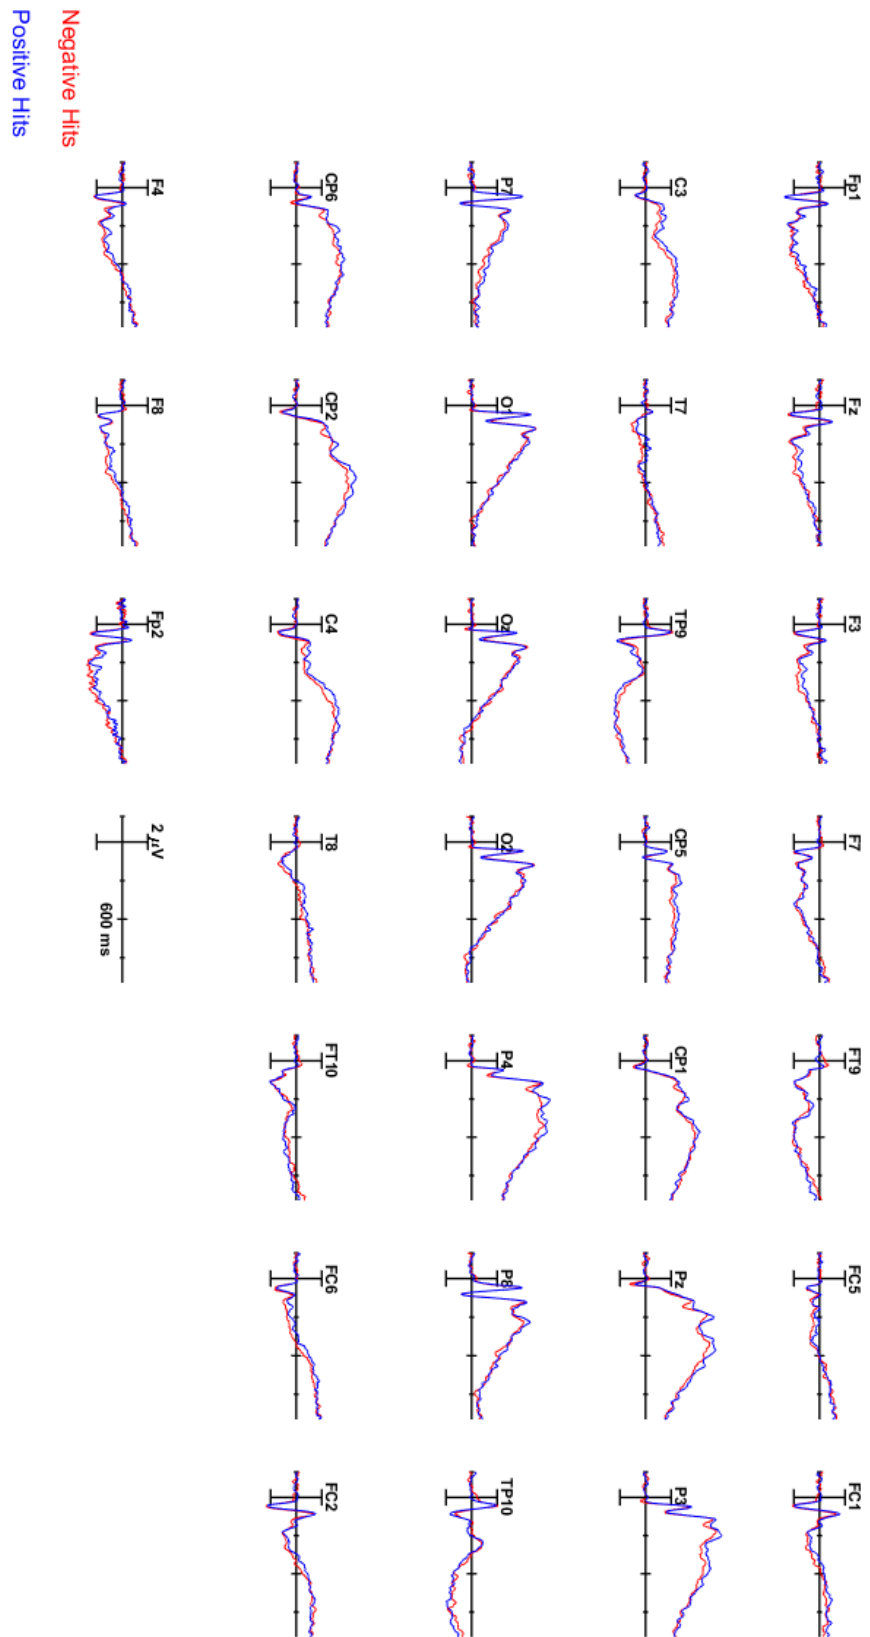 Fp1 Fz F3 F7 FT9 FC5 FC1
C3 T7 TP9 CP5 CP1 Pz P3
P7 O1 Oz O2 P4 P8 TP10
CP6 CP2 C4 T8 FT10 FC6 FC2
F4 F8 Fp2 2 μV
600 ms
Negative Hits
Positive Hits